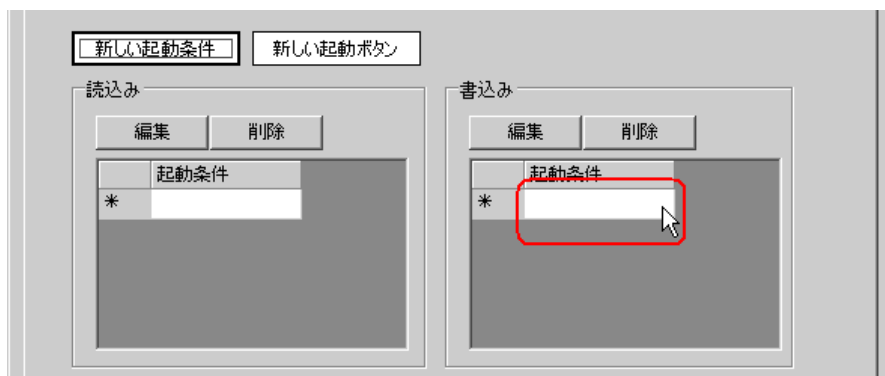 新しい起動条件 新しい起動ボタン
読込み
編集 削除
起動条件
*
書込み
編集 削除
起動条件
*